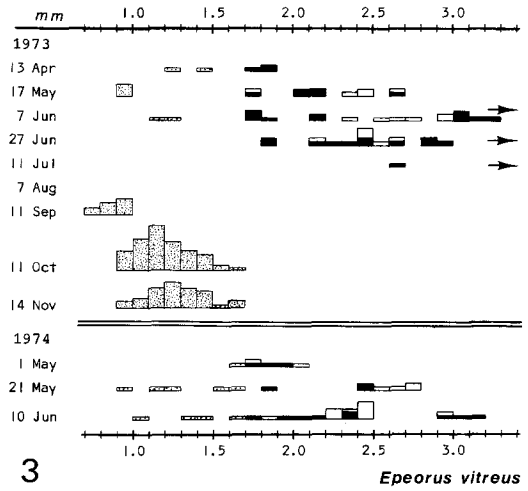 mm 1.0 1.5 2.0 2.5 3.0
1973
13 Apr
17 May
7 Jun
27 Jun
11 Jul
7 Aug
11 Sep
11 Oct
14 Nov
1974
1 May
21 May
10 Jun
1.0 1.5 2.0 2.5 3.0
3 Epeorus vitreus